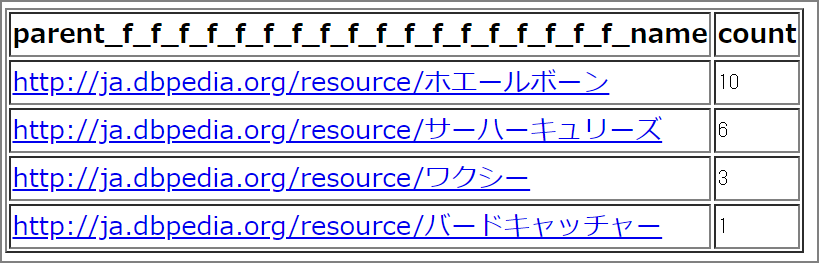 parent_f_f_f_f_f_f_f_f_f_f_f_f_f_f_f_f_f_f_name count
http://ja.dbpedia.org/resource/ホエールボーン 10
http://ja.dbpedia.org/resource/サーハーキュリーズ 6
http://ja.dbpedia.org/resource/ワクシー 3
http://ja.dbpedia.org/resource/バードキャッチャー 1